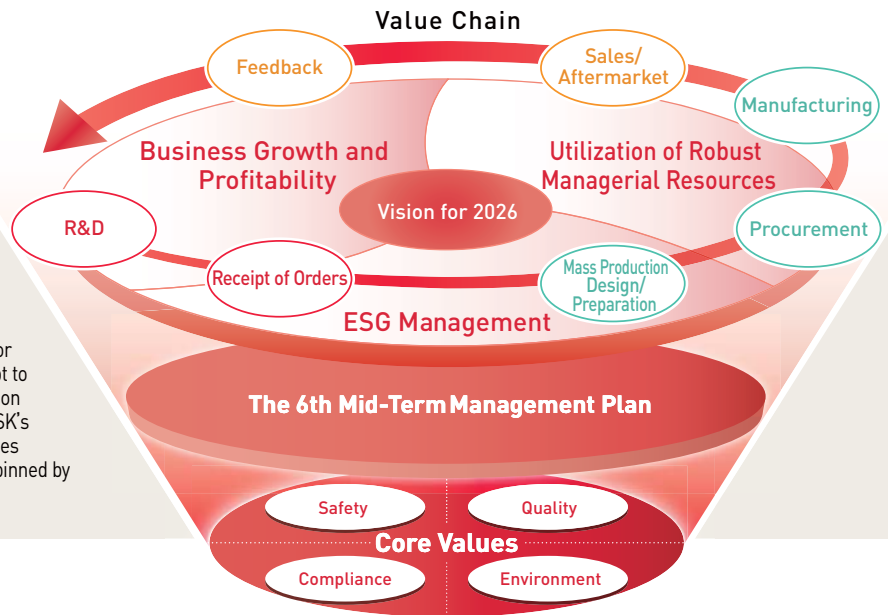 Value Chain
Feedback
Sales/
Aftermarket
Manufacturing
Business Growth and
Profitability
Utilization of Robust
Managerial Resources
Vision for 2026
R&D
Procurement
Receipt of Orders
Mass Production
Design/
Preparation
ESG Management
The 6th Mid-Term Management Plan
Safety
Quality
Core Values
Compliance
Environment